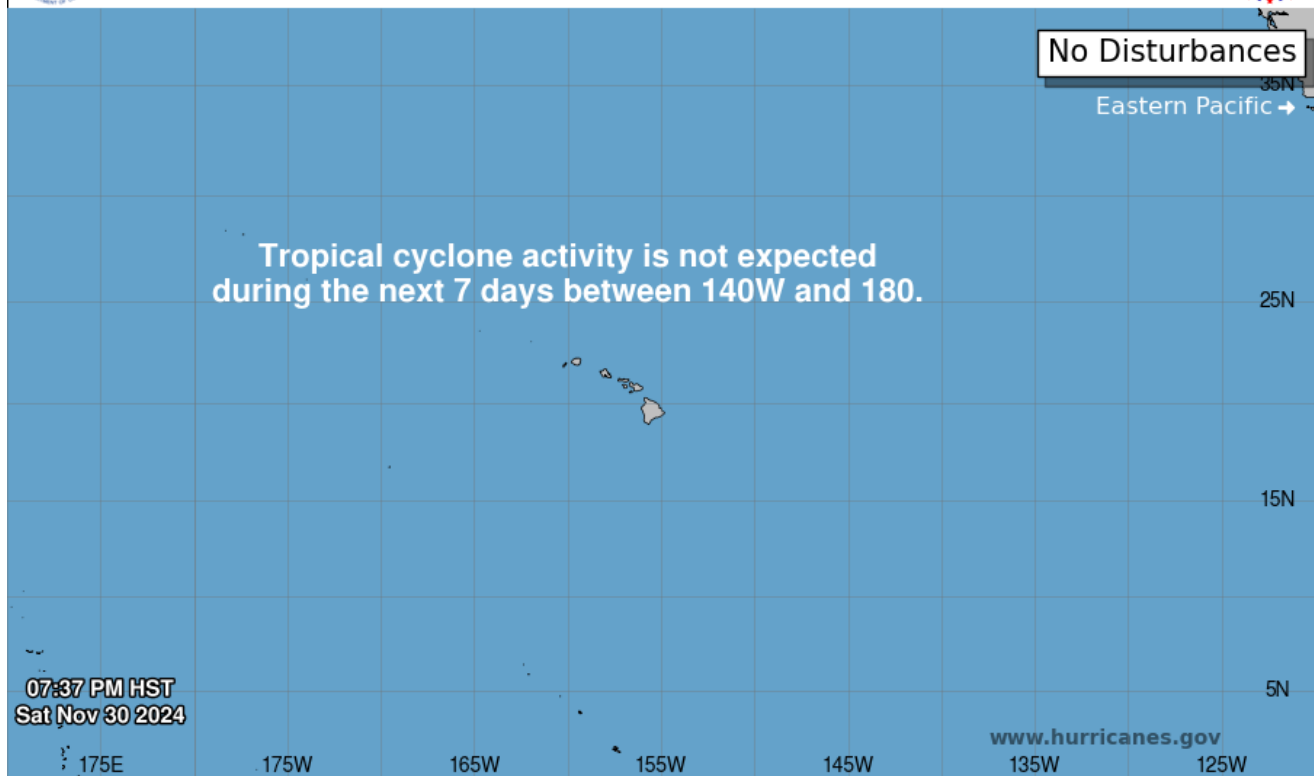 No Disturbances
35N
Eastern Pacific →
Tropical cyclone activity is not expected
during the next 7 days between 140W and 180.
25N
15N
5N
07:37 PM HST
Sat Nov 30 2024
www.hurricanes.gov
175E 175W 165W 155W 145W 135W 125W